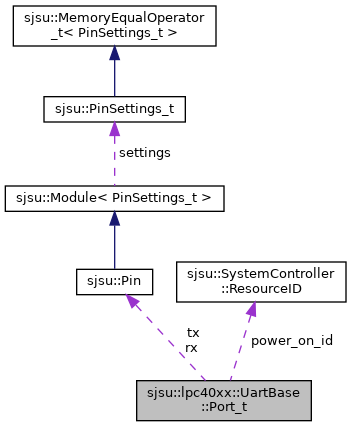 sjsu::MemoryEqualOperator
_t< PinSettings_t >
sjsu::PinSettings_t
settings
sjsu::Module< PinSettings_t >
sjsu::Pin
sjsu::SystemController
::ResourceID
tx
rx
power_on_id
sjsu::lpc40xx::UartBase
::Port_t